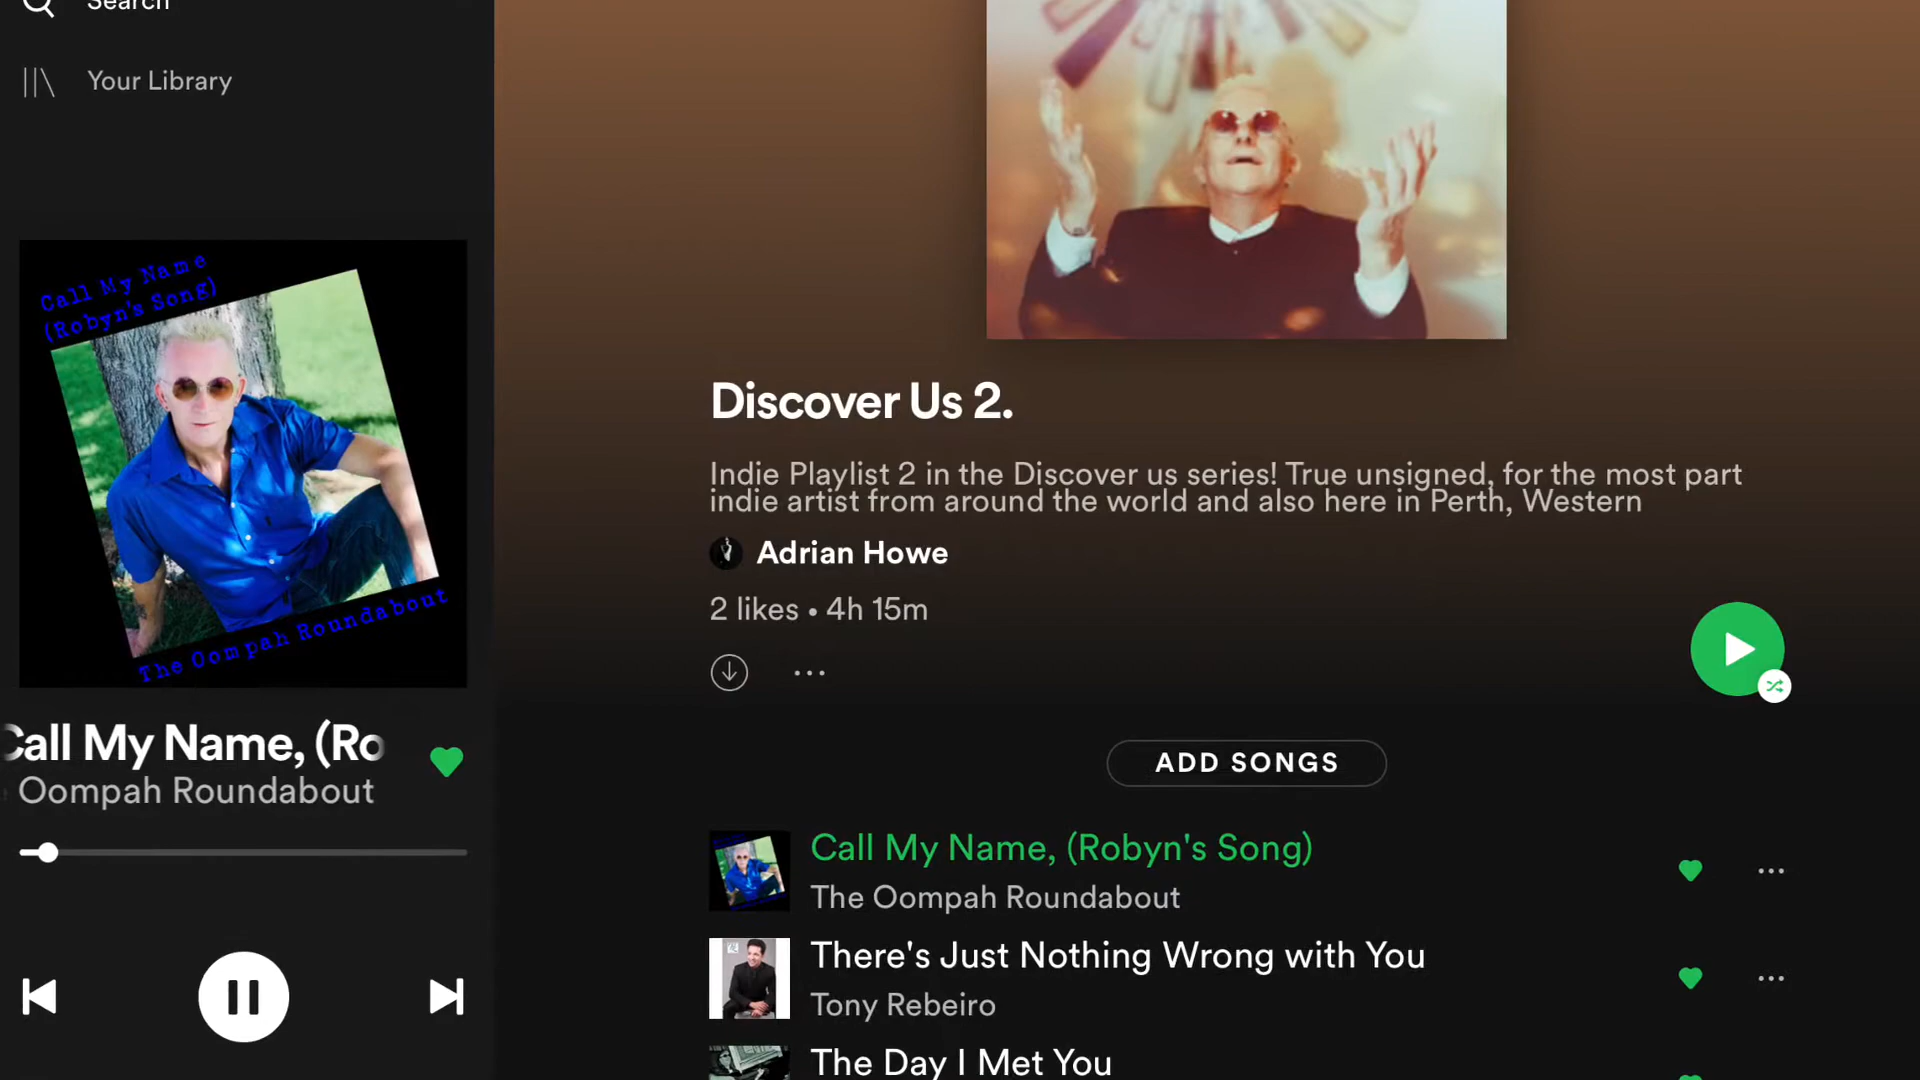 Search
Your Library
Call My Name
(Robyn's Song)
The Oompah Roundabout
Call My Name, (Ro
Oompah Roundabout
Discover Us 2.
Indie Playlist 2 in the Discover us series! True unsigned, for the most part
indie artist from around the world and also here in Perth, Western
Adrian Howe
2 likes • 4h 15m
ADD SONGS
Call My Name, (Robyn's Song)
The Oompah Roundabout
There's Just Nothing Wrong with You
Tony Rebeiro
The Day I Met You